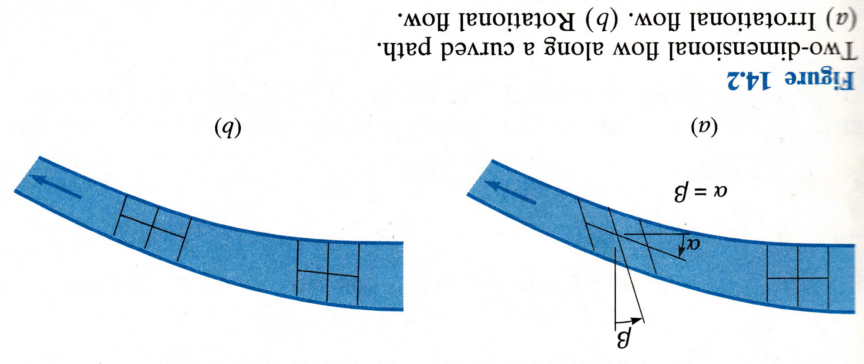 β
α
α = β
(a)
(b)
Figure 14.2
Two-dimensional flow along a curved path.
(a) Irrotational flow. (b) Rotational flow.